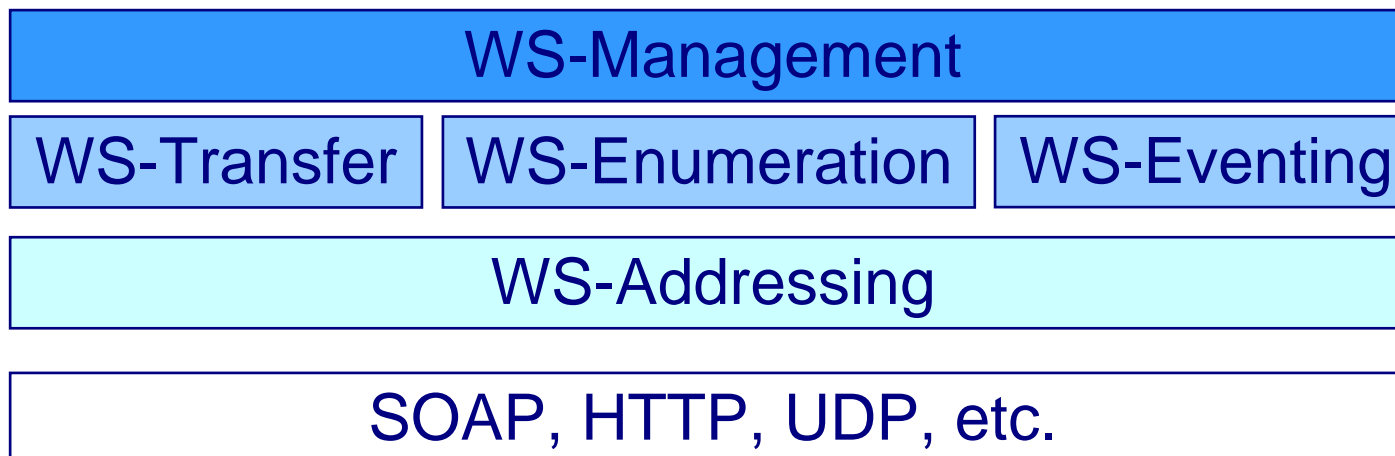 WS-Management
WS-Transfer
WS-Enumeration
WS-Eventing
WS-Addressing
SOAP, HTTP, UDP, etc.